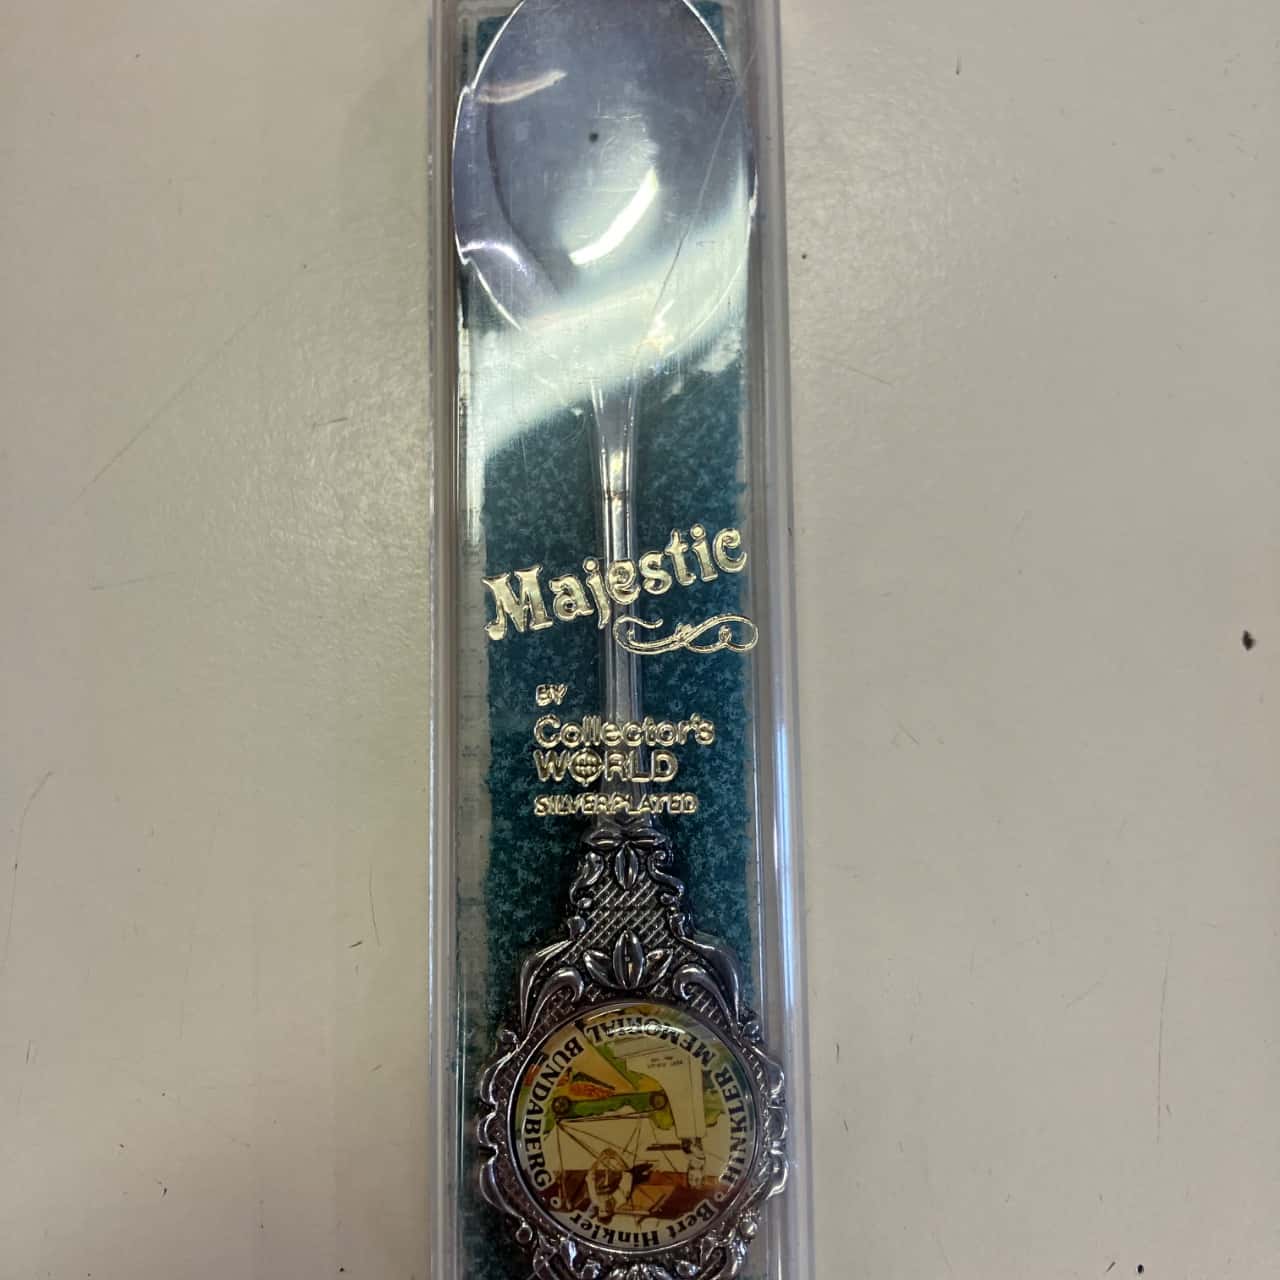 Majestic
BY
Collector's
WORLD
SILVERPLATED
HINKLER MEMORIAL BUNDABERG
Bert Hinkler